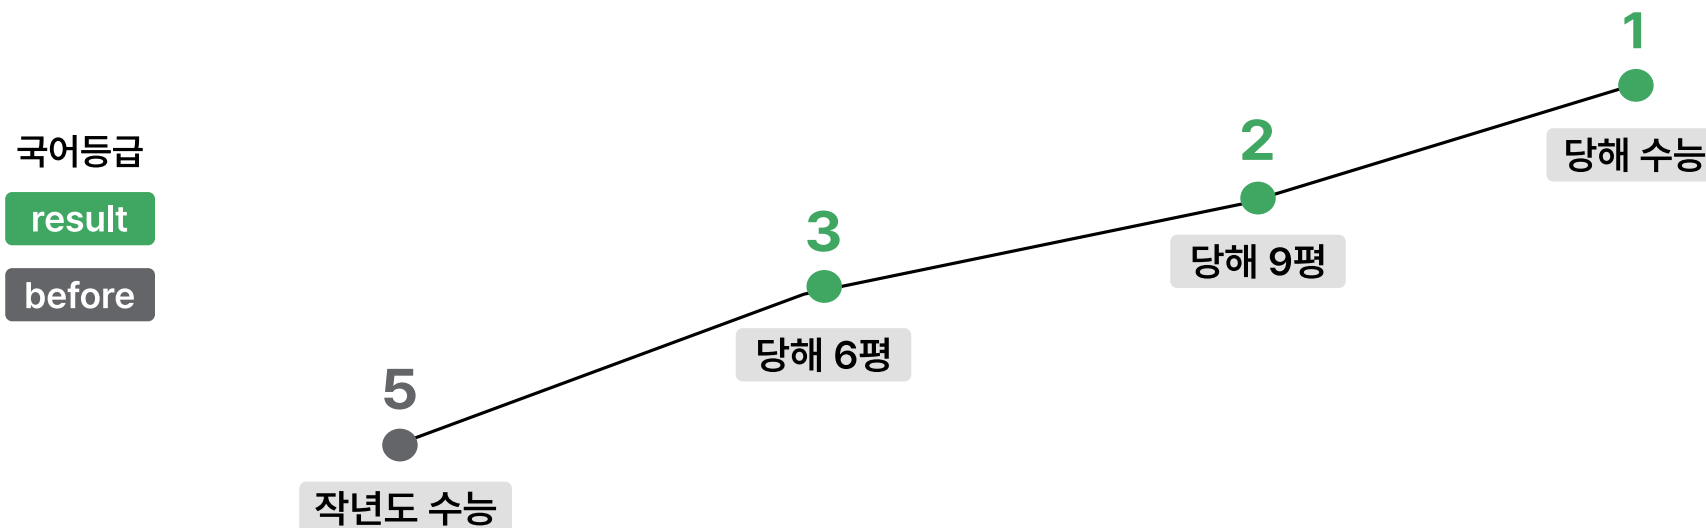 국어등급
result
before
5
작년도 수능
3
당해 6평
2
당해 9평
1
당해 수능